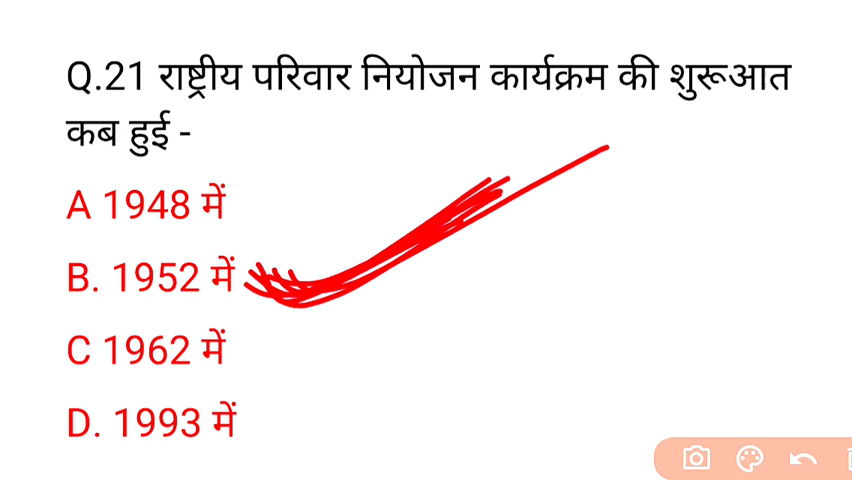 Q.21 राष्ट्रीय परिवार नियोजन कार्यक्रम की शुरूआत
कब हुई -
A 1948 में
B. 1952 में
C 1962 में
D. 1993 में